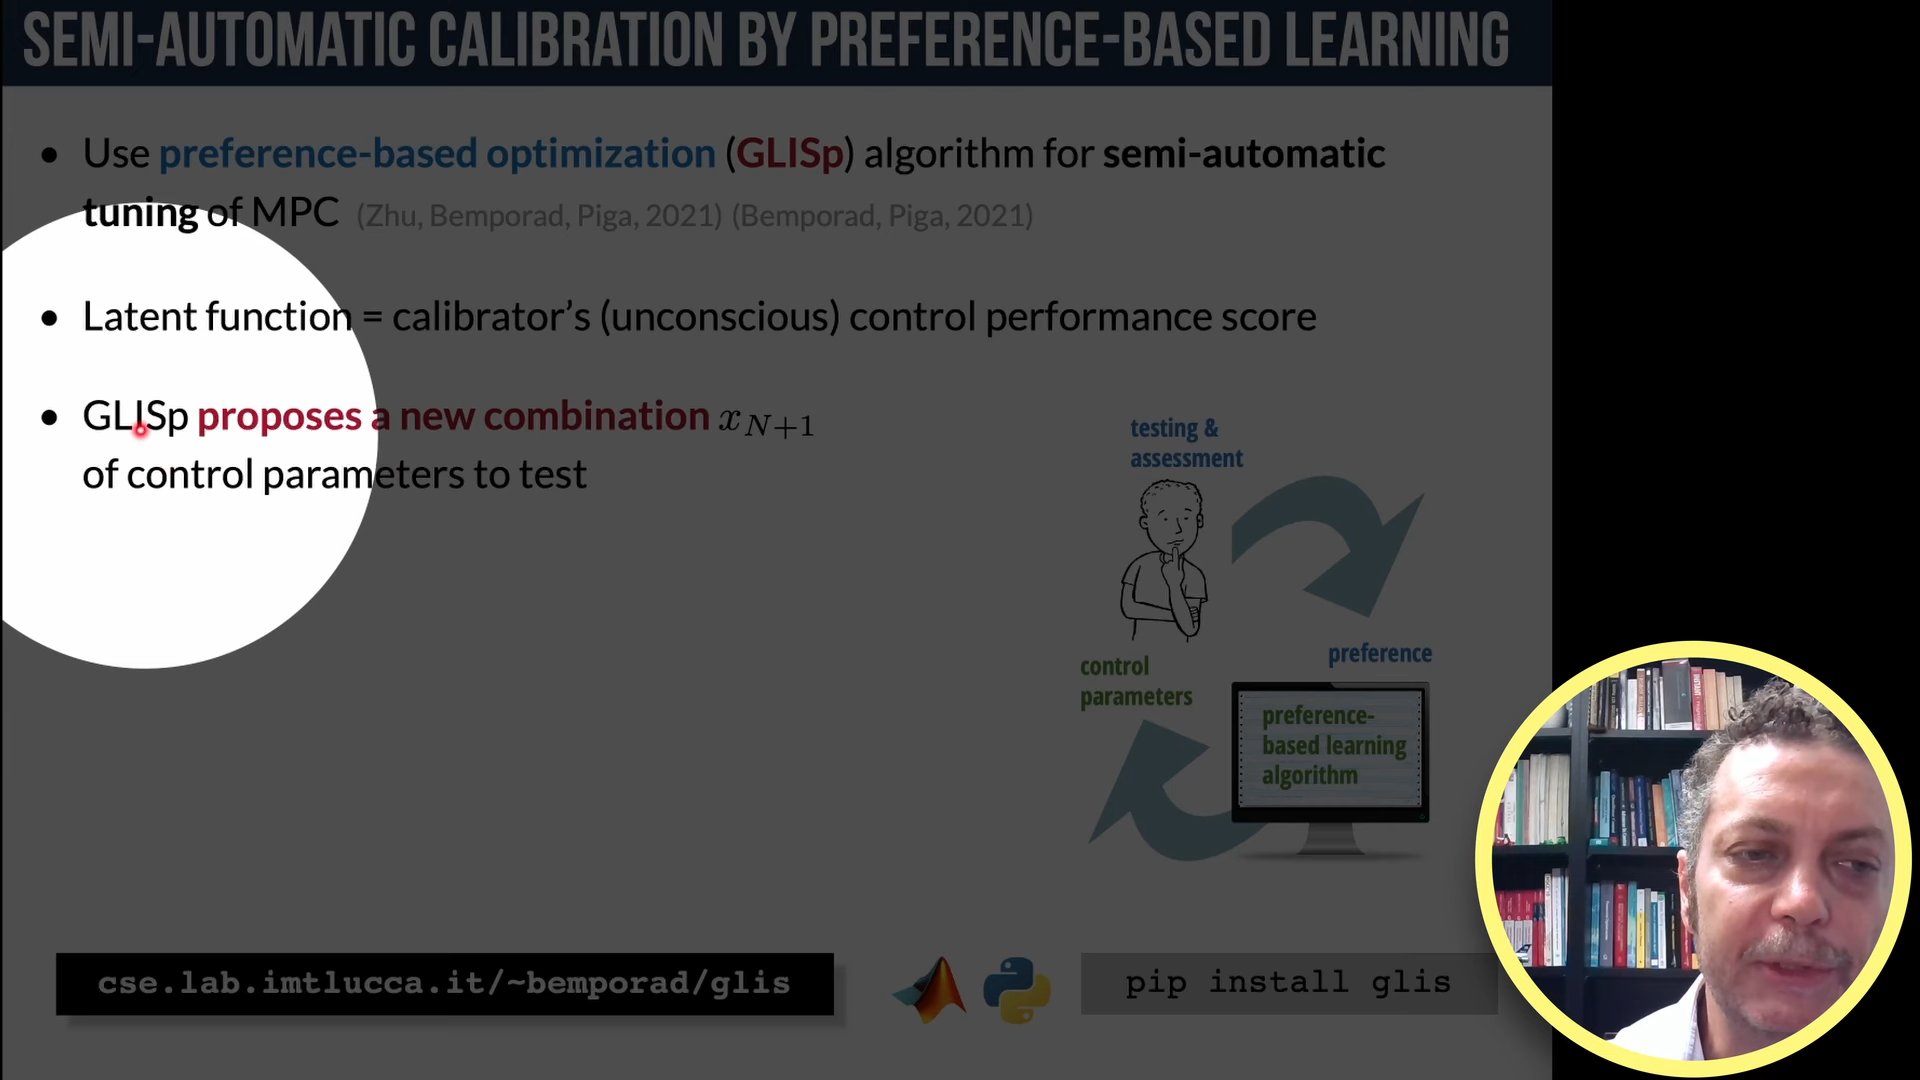 SEMI-AUTOMATIC CALIBRATION BY PREFERENCE-BASED LEARNING
• Use preference-based optimization (GLISp) algorithm for semi-automatic
tuning of MPC (Zhu, Bemporad, Piga, 2021) (Bemporad, Piga, 2021)
• Latent function = calibrator’s (unconscious) control performance score
• GLISp proposes a new combination x_{N+1}
of control parameters to test
testing &
assessment
preference
control
parameters
preference-
based learning
algorithm
cse.lab.imtlucca.it/~bemporad/glis
pip install glis